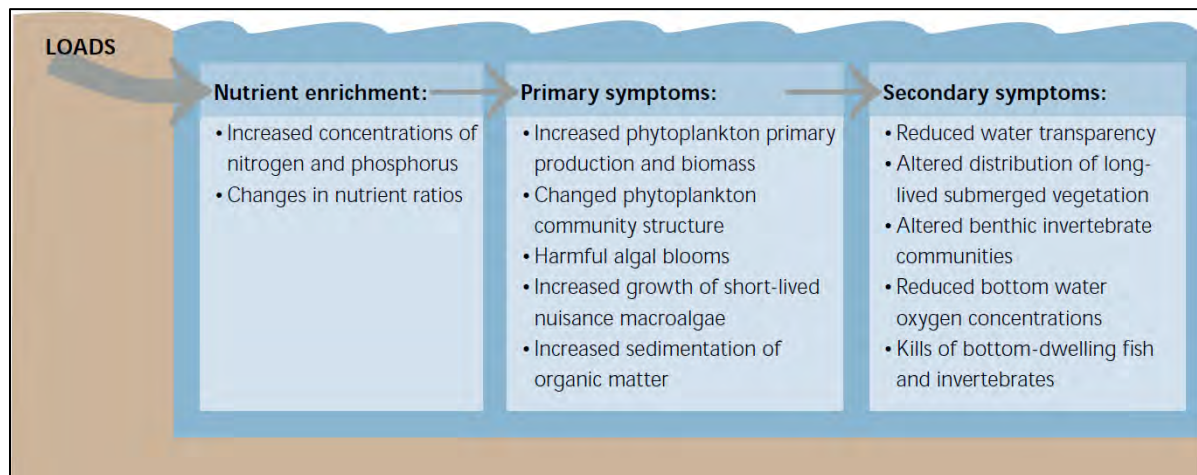 LOADS
Nutrient enrichment:
• Increased concentrations of
nitrogen and phosphorus
• Changes in nutrient ratios
Primary symptoms:
• Increased phytoplankton primary
production and biomass
• Changed phytoplankton
community structure
• Harmful algal blooms
• Increased growth of short-lived
nuisance macroalgae
• Increased sedimentation of
organic matter
Secondary symptoms:
• Reduced water transparency
• Altered distribution of long-
lived submerged vegetation
• Altered benthic invertebrate
communities
• Reduced bottom water
oxygen concentrations
• Kills of bottom-dwelling fish
and invertebrates